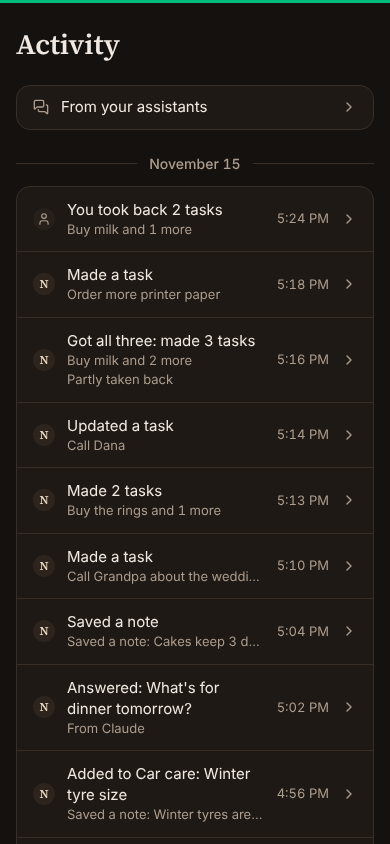 Activity
From your assistants
November 15
You took back 2 tasks
Buy milk and 1 more
5:24 PM
N
Made a task
Order more printer paper
5:18 PM
N
Got all three: made 3 tasks
Buy milk and 2 more
Partly taken back
5:16 PM
N
Updated a task
Call Dana
5:14 PM
N
Made 2 tasks
Buy the rings and 1 more
5:13 PM
N
Made a task
Call Grandpa about the weddi...
5:10 PM
N
Saved a note
Saved a note: Cakes keep 3 d...
5:04 PM
N
Answered: What's for
dinner tomorrow?
From Claude
5:02 PM
N
Added to Car care: Winter
tyre size
Saved a note: Winter tyres are...
4:56 PM